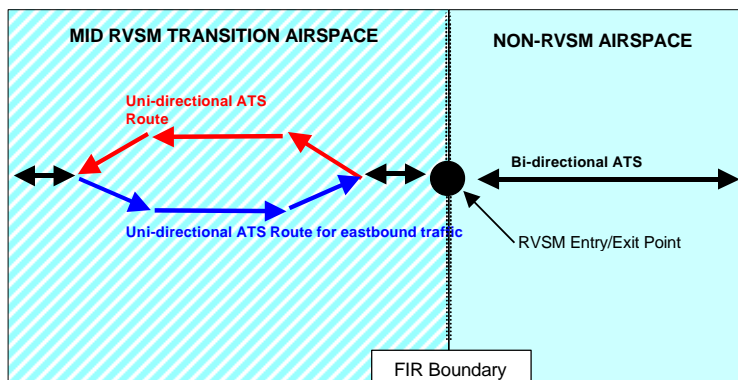 MID RVSM TRANSITION AIRSPACE
NON-RVSM AIRSPACE
Uni-directional ATS
Route
Bi-directional ATS
Uni-directional ATS Route for eastbound traffic
RVSM Entry/Exit Point
FIR Boundary